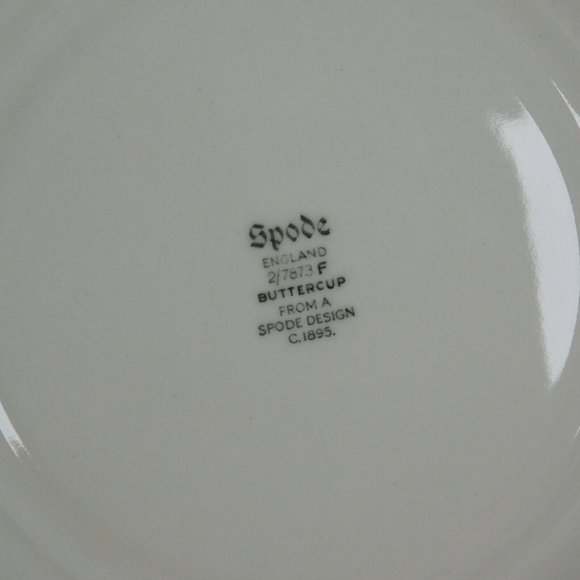 Spode
ENGLAND
2/7873 F
BUTTERCUP
FROM A
SPODE DESIGN
C.1895.